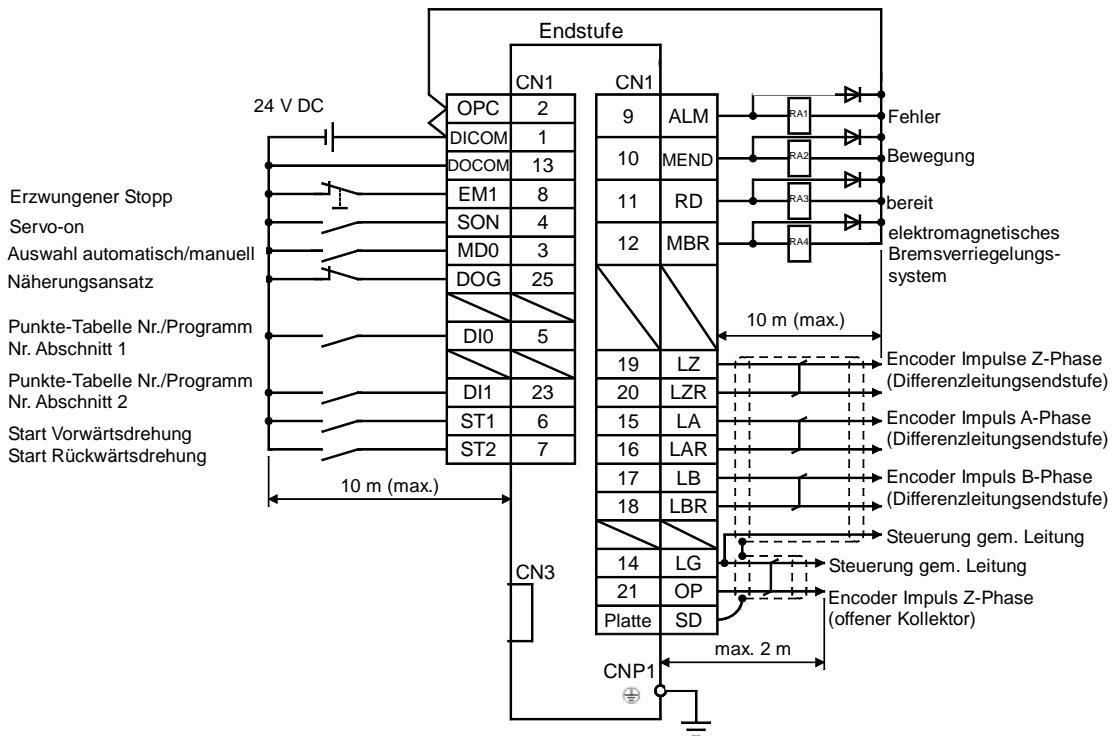 Endstufe
CN1
CN1
24 V DC
OPC 2
DICOM 1
DOCOM 13
Erzwungener Stopp
EM1 8
Servo-on
SON 4
Auswahl automatisch/manuell
MD0 3
Näherungsansatz
DOG 25
Punkte-Tabelle Nr./Programm
Nr. Abschnitt 1
DI0 5
Punkte-Tabelle Nr./Programm
Nr. Abschnitt 2
DI1 23
Start Vorwärtsdrehung
ST1 6
Start Rückwärtsdrehung
ST2 7
10 m (max.)
9 ALM
RA1
Fehler
10 MEND
RA2
Bewegung
11 RD
RA3
bereit
12 MBR
RA4
elektromagnetisches
Bremsverriegelungs-
system
10 m (max.)
19 LZ
Encoder Impulse Z-Phase
(Differenzleitungsendstufe)
20 LZR
15 LA
Encoder Impuls A-Phase
(Differenzleitungsendstufe)
16 LAR
17 LB
Encoder Impuls B-Phase
(Differenzleitungsendstufe)
18 LBR
Steuerung gem. Leitung
14 LG
Steuerung gem. Leitung
21 OP
Encoder Impuls Z-Phase
(offener Kollektor)
Platte SD
max. 2 m
CN3
CNP1